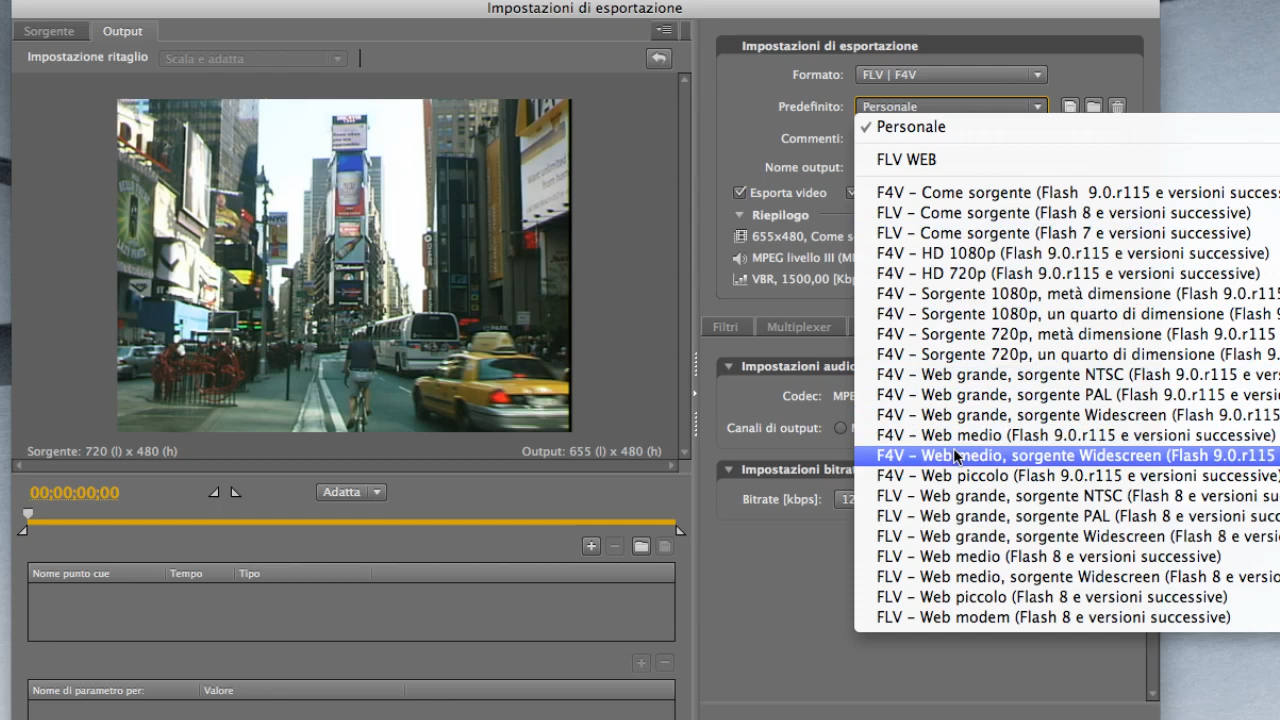 Impostazioni di esportazione
Sorgente
Output
Impostazione ritaglio
Scala e adatta
Sorgente: 720 (l) x 480 (h)
Output: 655 (l) x 480 (h)
00;00;00;00
Adatta
Nome punto cue
Tempo
Tipo
Nome di parametro per:
Valore
Impostazioni di esportazione
Formato:
FLV | F4V
Predefinito:
Personale
Commenti:
Nome output:
Esporta video
Riepilogo
655x480, Come s
MPEG livello III (M
VBR, 1500,00 [Kbp
Filtri
Multiplexer
Impostazioni audio
Codec:
MPE
Canali di output:
Impostazioni bitra
Bitrate [kbps]:
12
Personale
FLV WEB
F4V – Come sorgente (Flash 9.0.r115 e versioni succes
FLV – Come sorgente (Flash 8 e versioni successive)
FLV – Come sorgente (Flash 7 e versioni successive)
F4V – HD 1080p (Flash 9.0.r115 e versioni successive)
F4V – HD 720p (Flash 9.0.r115 e versioni successive)
F4V – Sorgente 1080p, metà dimensione (Flash 9.0.r115
F4V – Sorgente 1080p, un quarto di dimensione (Flash 9
F4V – Sorgente 720p, metà dimensione (Flash 9.0.r115
F4V – Sorgente 720p, un quarto di dimensione (Flash 9.
F4V – Web grande, sorgente NTSC (Flash 9.0.r115 e vers
F4V – Web grande, sorgente PAL (Flash 9.0.r115 e versi
F4V – Web grande, sorgente Widescreen (Flash 9.0.r115
F4V – Web medio (Flash 9.0.r115 e versioni successive)
F4V – Web medio, sorgente Widescreen (Flash 9.0.r115
F4V – Web piccolo (Flash 9.0.r115 e versioni successive)
FLV – Web grande, sorgente NTSC (Flash 8 e versioni su
FLV – Web grande, sorgente PAL (Flash 8 e versioni succ
FLV – Web grande, sorgente Widescreen (Flash 8 e versi
FLV – Web medio (Flash 8 e versioni successive)
FLV – Web medio, sorgente Widescreen (Flash 8 e versio
FLV – Web piccolo (Flash 8 e versioni successive)
FLV – Web modem (Flash 8 e versioni successive)